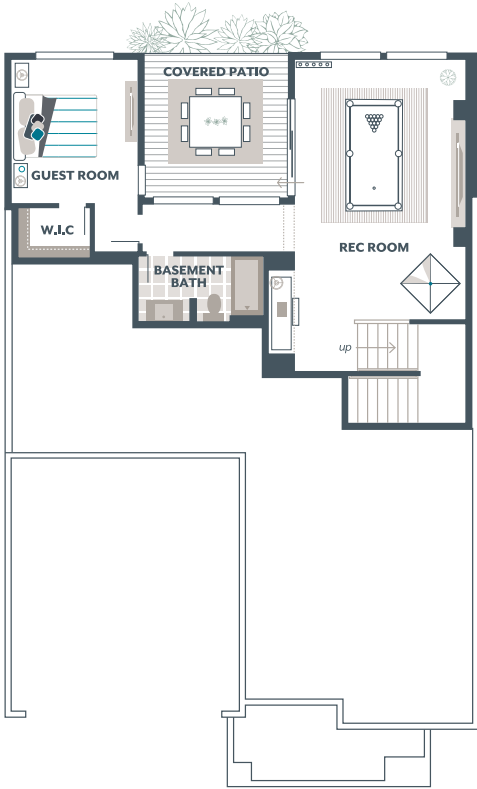 COVERED PATIO
GUEST ROOM
W.I.C
REC ROOM
BASEMENT
BATH
up